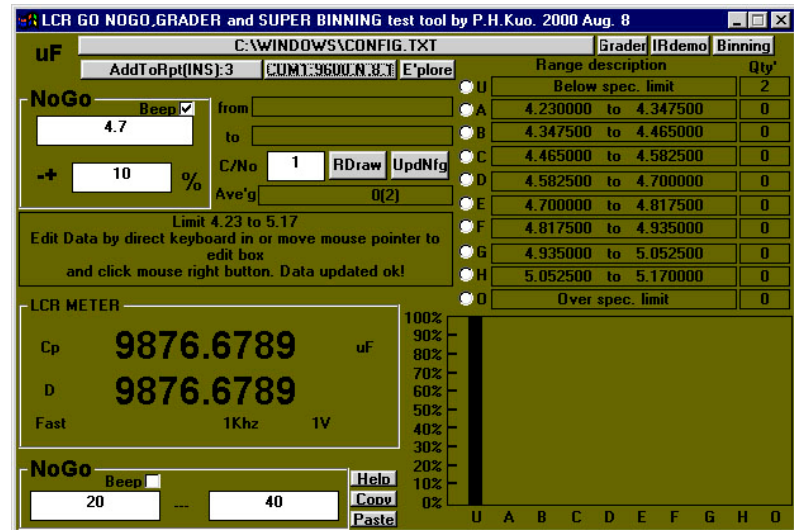 LCR GO NOGO,GRADER and SUPER BINNING test tool by P.H.Kuo. 2000 Aug. 8
uF
C:\WINDOWS\CONFIG.TXT
Grader
IRdemo
Binning
AddToRpt(INS):3
COM1:9600,N,8,1
E'plore
Range description
Qty'
U
Below spec. limit
2
A
4.230000 to 4.347500
0
B
4.347500 to 4.465000
0
C
4.465000 to 4.582500
0
D
4.582500 to 4.700000
0
E
4.700000 to 4.817500
0
F
4.817500 to 4.935000
0
G
4.935000 to 5.052500
0
H
5.052500 to 5.170000
0
O
Over spec. limit
0
NoGo
Beep
4.7
-+
10
%
from
to
C/No
1
RDraw
UpdNfg
Ave'g
0(2)
Limit 4.23 to 5.17
Edit Data by direct keyboard in or move mouse pointer to
edit box
and click mouse right button. Data updated ok!
LCR METER
Cp
9876.6789
uF
D
9876.6789
Fast
1Khz
1V
NoGo
Beep
20
---
40
Help
Copy
Paste
100%
90%
80%
70%
60%
50%
40%
30%
20%
10%
0%
U A B C D E F G H O